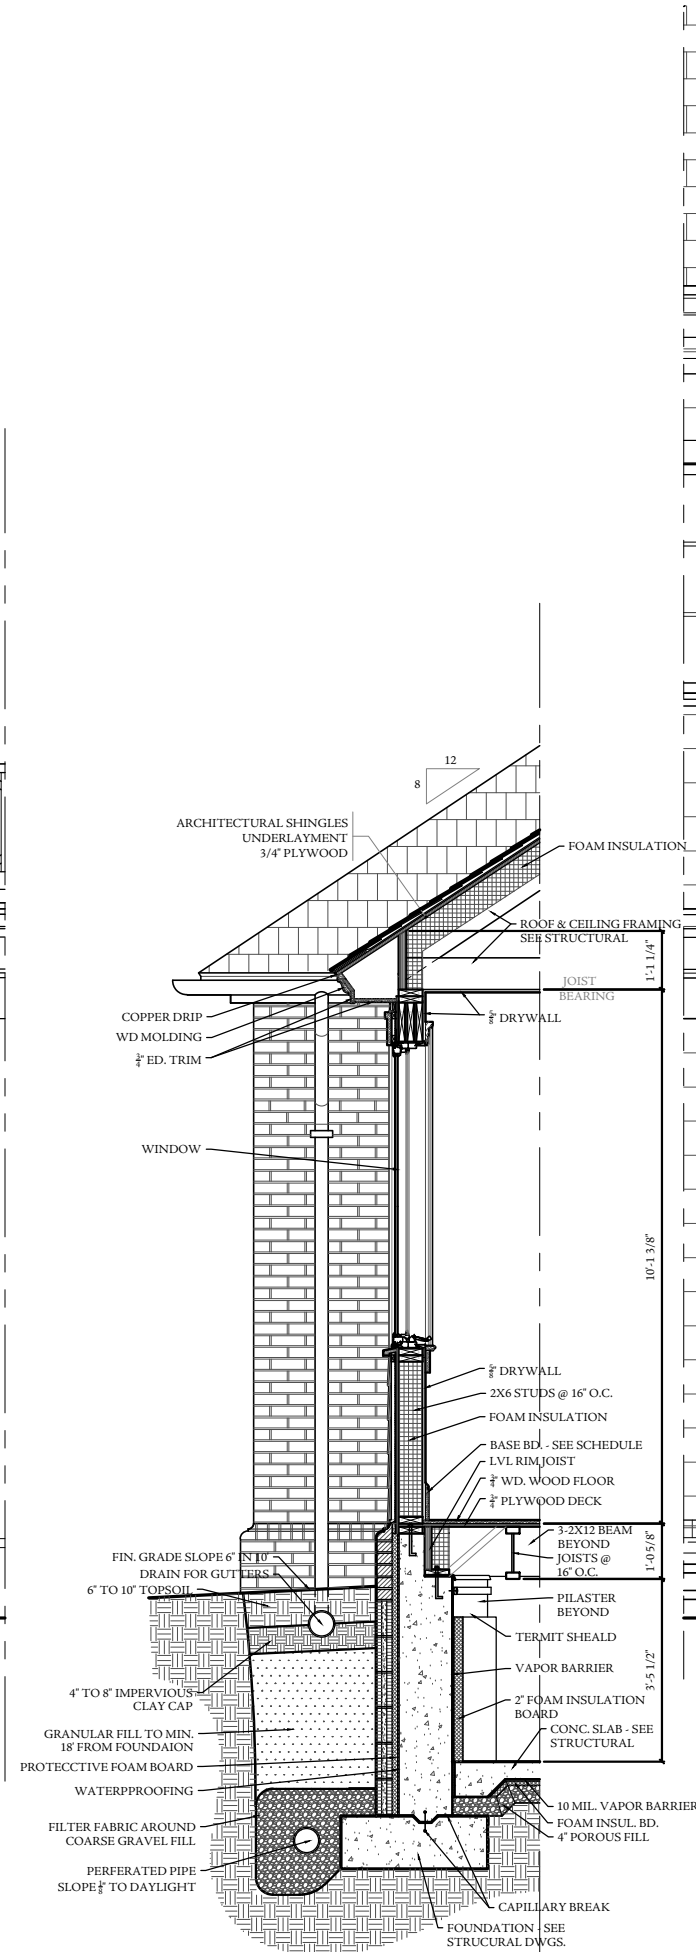 12
8
ARCHITECTURAL SHINGLES
UNDERLAYMENT
3/4" PLYWOOD
FOAM INSULATION
ROOF & CEILING FRAMING
SEE STRUCTURAL
1'-1 1/4"
JOIST
BEARING
COPPER DRIP
WD MOLDING
3/4" ED. TRIM
5/8" DRYWALL
WINDOW
10'-1 3/8"
5/8" DRYWALL
2X6 STUDS @ 16" O.C.
FOAM INSULATION
BASE BD. - SEE SCHEDULE
LVL RIM JOIST
3/4" WD. WOOD FLOOR
3/4" PLYWOOD DECK
3-2X12 BEAM
BEYOND
JOISTS @
16" O.C.
1'-0 5/8"
FIN. GRADE SLOPE 6" IN 10'
DRAIN FOR GUTTERS
6" TO 10" TOPSOIL
PILASTER
BEYOND
TERMIT SHEALD
VAPOR BARRIER
3'-5 1/2"
4" TO 8" IMPERVIOUS
CLAY CAP
2" FOAM INSULATION
BOARD
GRANULAR FILL TO MIN.
18' FROM FOUNDAION
CONC. SLAB - SEE
STRUCTURAL
PROTECCTIVE FOAM BOARD
WATERPPROOFING
10 MIL. VAPOR BARRIER
FOAM INSUL. BD.
4" POROUS FILL
FILTER FABRIC AROUND
COARSE GRAVEL FILL
PERFERATED PIPE
SLOPE 1/8" TO DAYLIGHT
CAPILLARY BREAK
FOUNDATION - SEE
STRUCURAL DWGS.